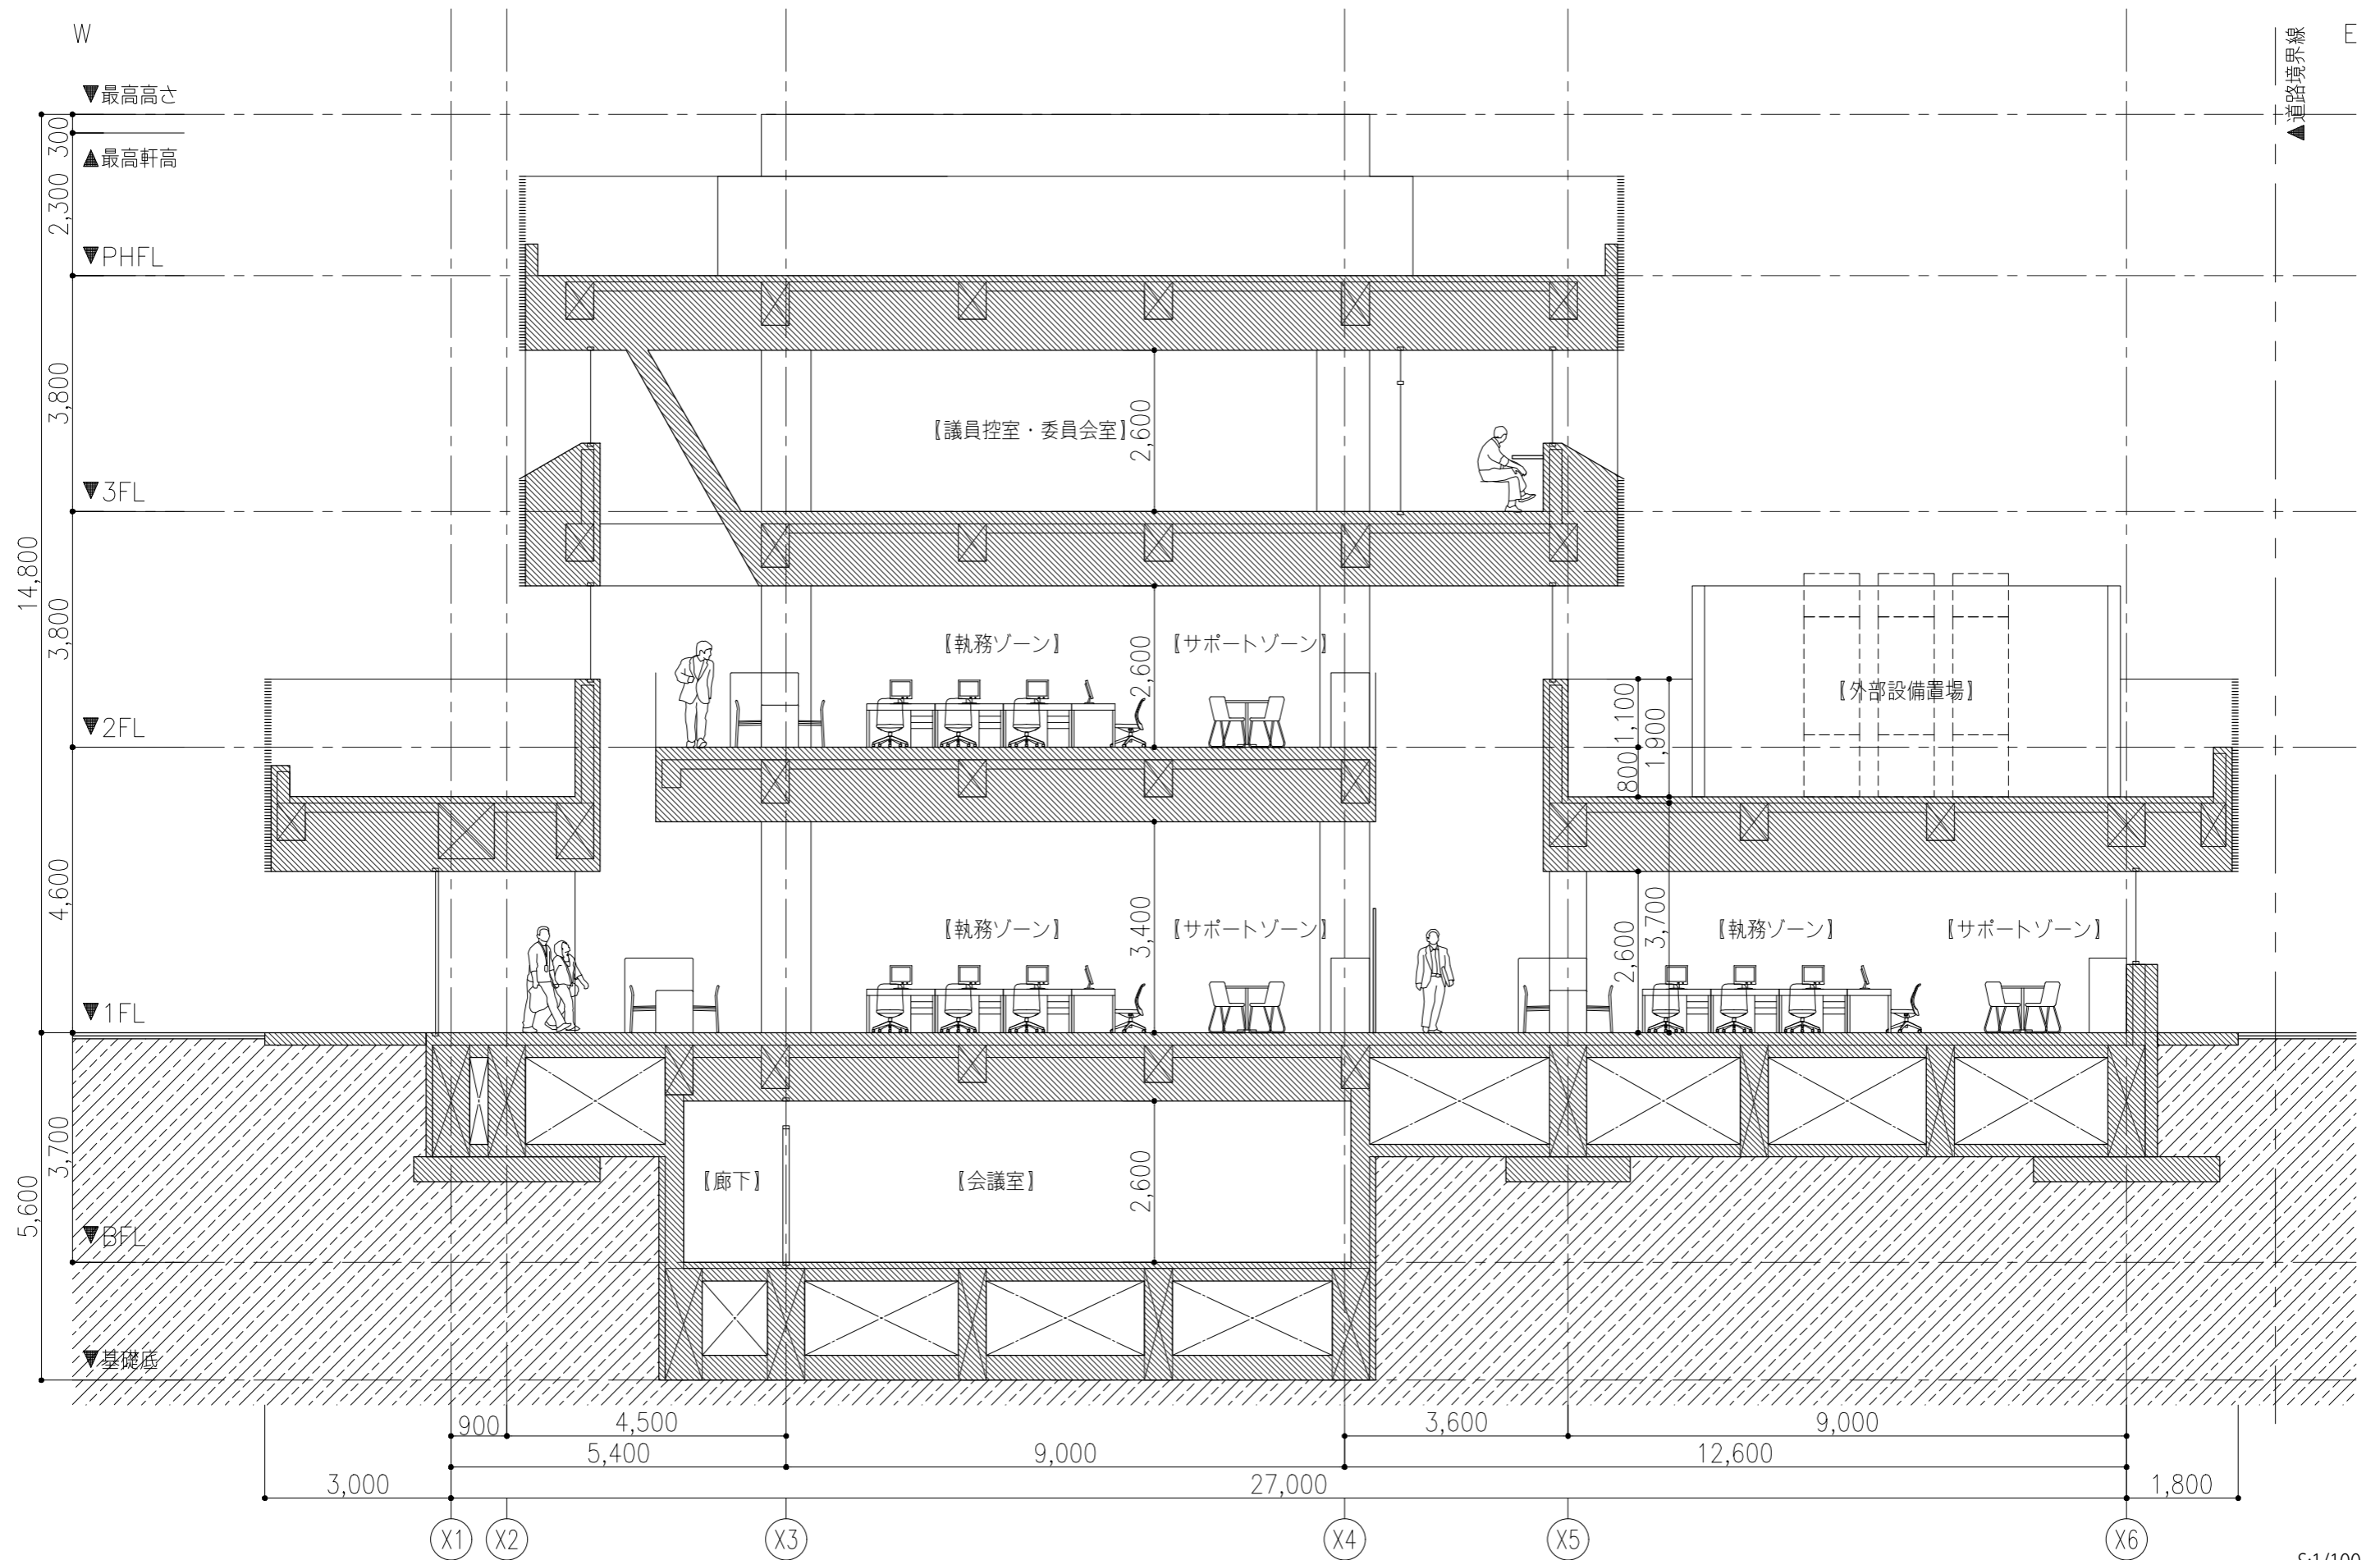 W
E
▲道路境界線
▼最高高さ
300
▲最高軒高
2,300
▼PHFL
3,800
【議員控室・委員会室】
2,600
▼3FL
14,800
3,800
【執務ゾーン】
2,600
【サポートゾーン】
1,100
1,900
【外部設備置場】
▼2FL
800
4,600
【執務ゾーン】
3,400
【サポートゾーン】
2,600
3,700
【執務ゾーン】
【サポートゾーン】
▼1FL
3,700
5,600
【廊下】
【会議室】
2,600
▼BFL
▼基礎底
900
4,500
3,600
9,000
5,400
9,000
12,600
3,000
27,000
1,800
X1
X2
X3
X4
X5
X6
S:1/100